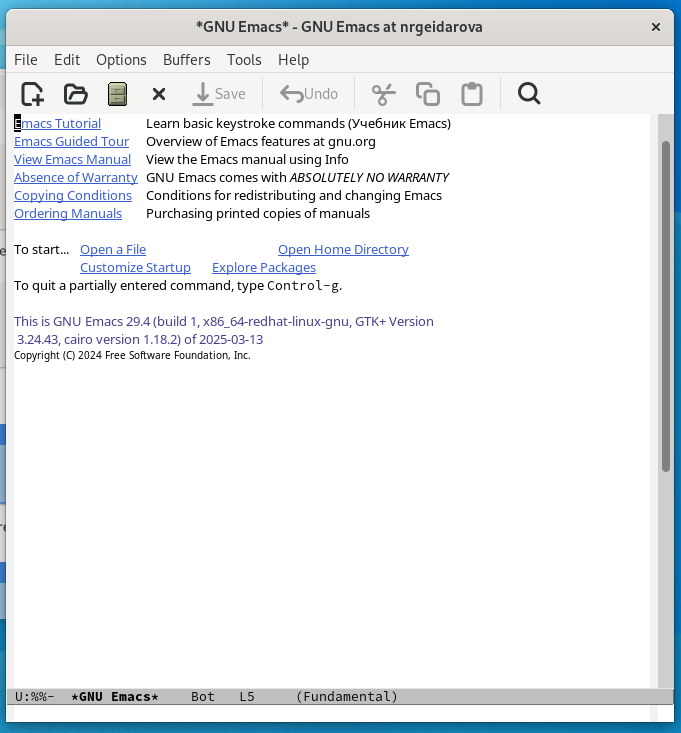 *GNU Emacs* - GNU Emacs at nrgeidarova
File Edit Options Buffers Tools Help
Save Undo
Emacs Tutorial Learn basic keystroke commands (Учебник Emacs)
Emacs Guided Tour Overview of Emacs features at gnu.org
View Emacs Manual View the Emacs manual using Info
Absence of Warranty GNU Emacs comes with ABSOLUTELY NO WARRANTY
Copying Conditions Conditions for redistributing and changing Emacs
Ordering Manuals Purchasing printed copies of manuals
To start... Open a File Open Home Directory
Customize Startup Explore Packages
To quit a partially entered command, type Control-g.
This is GNU Emacs 29.4 (build 1, x86_64-redhat-linux-gnu, GTK+ Version
3.24.43, cairo version 1.18.2) of 2025-03-13
Copyright (C) 2024 Free Software Foundation, Inc.
U:%%- *GNU Emacs* Bot L5 (Fundamental)